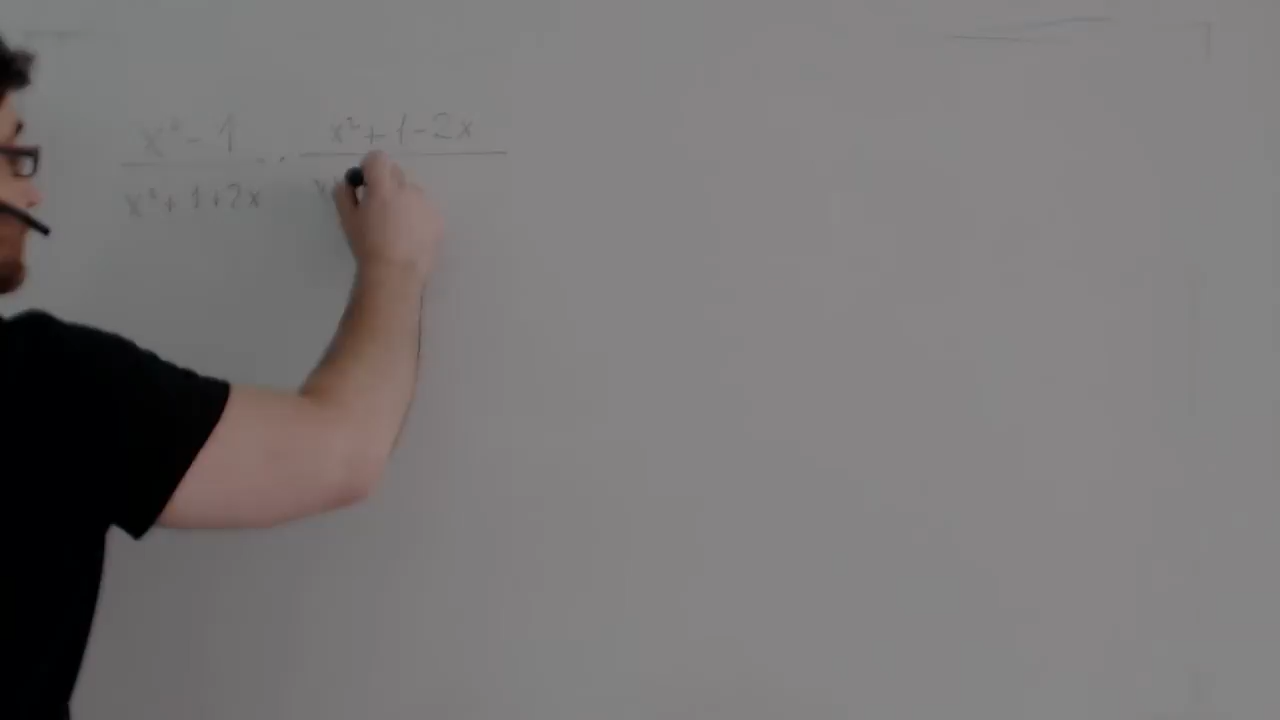 x² - 1
x² + 1 - 2x
x² + 1 + 2x
x